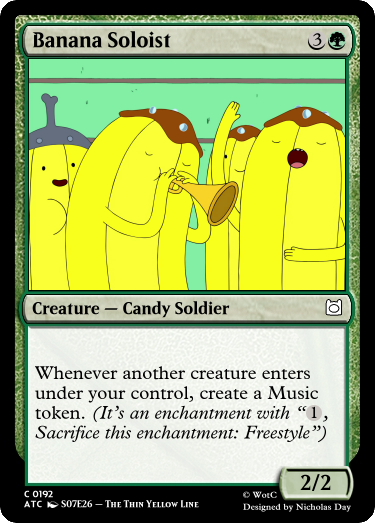 Banana Soloist 3
Creature — Candy Soldier
Whenever another creature enters
under your control, create a Music
token. (It's an enchantment with “1,
Sacrifice this enchantment: Freestyle”)
2/2
C 0192
ATC S07E26 – The Thin Yellow Line
© WotC
Designed by Nicholas Day